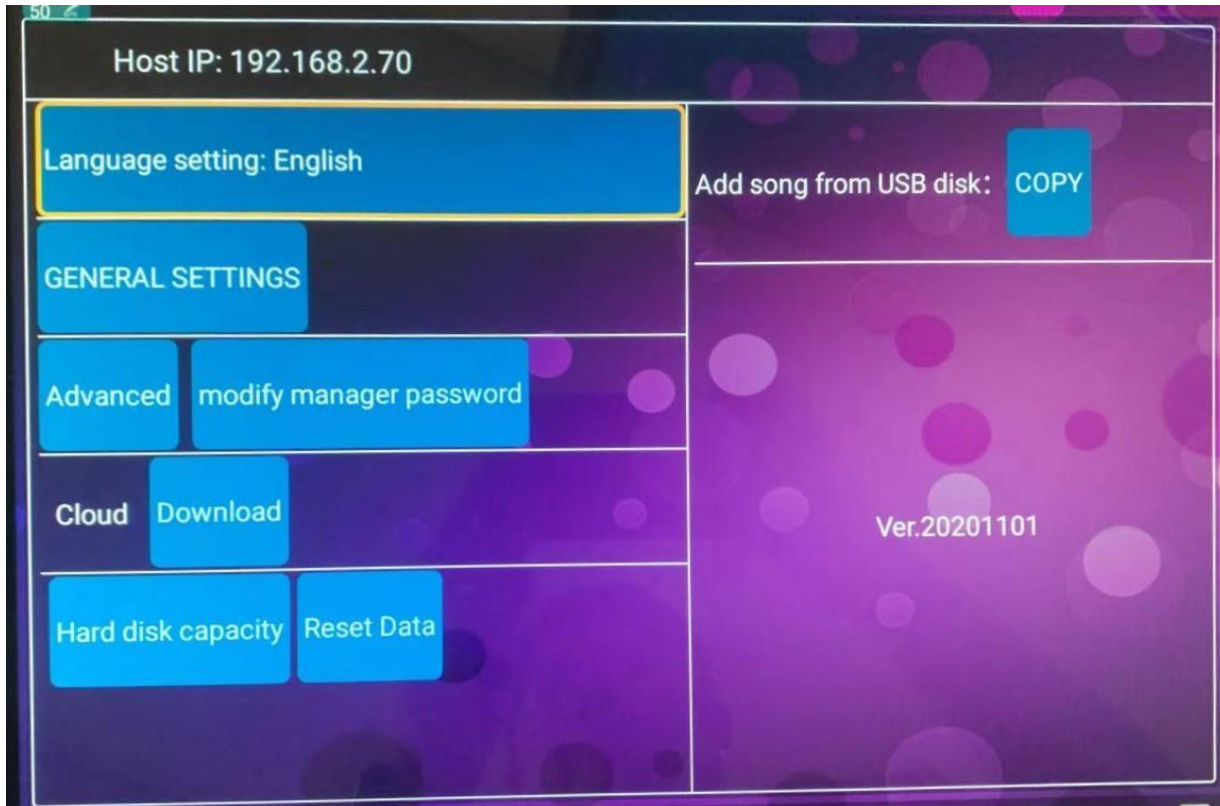 50
Host IP: 192.168.2.70
Language setting: English
GENERAL SETTINGS
Advanced
modify manager password
Cloud
Download
Hard disk capacity
Reset Data
Add song from USB disk:
COPY
Ver.20201101